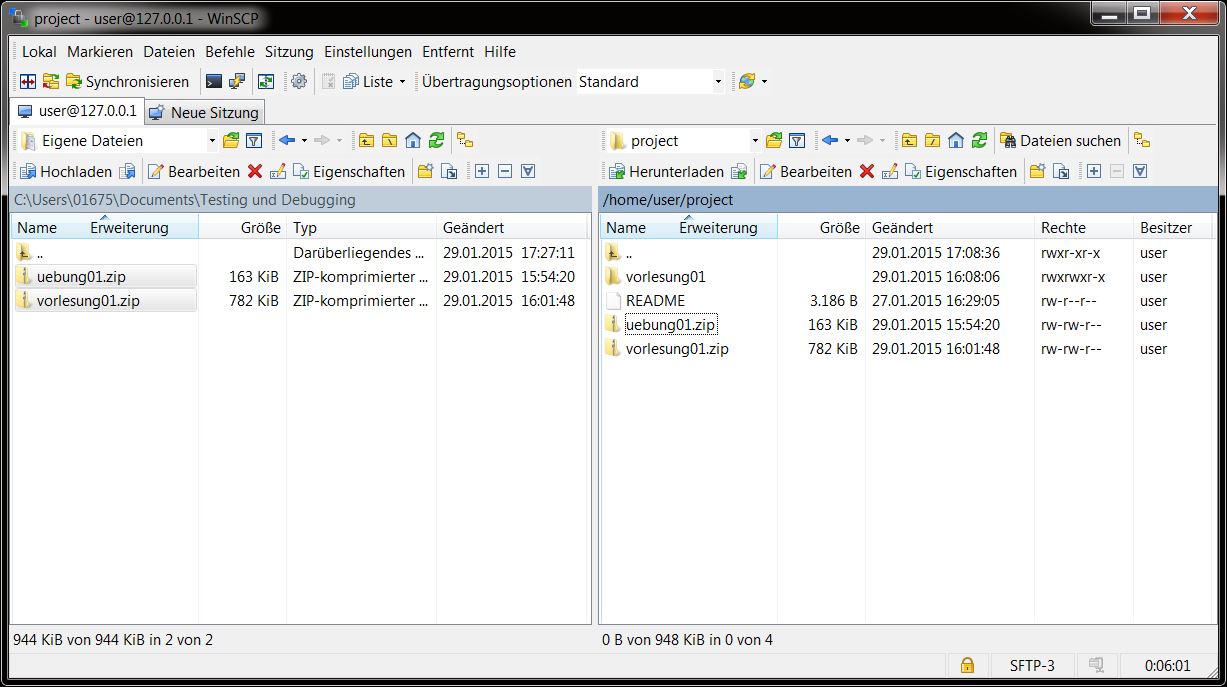 project - user@127.0.0.1 - WinSCP
Lokal Markieren Dateien Befehle Sitzung Einstellungen Entfernt Hilfe
Synchronisieren Liste Übertragungsoptionen Standard
user@127.0.0.1 Neue Sitzung
Eigene Dateien project Dateien suchen
Hochladen Bearbeiten Eigenschaften Herunterladen Bearbeiten Eigenschaften
C:\Users\01675\Documents\Testing und Debugging /home/user/project
Name Erweiterung Größe Typ Geändert Name Erweiterung Größe Geändert Rechte Besitzer
.. Darüberliegendes ... 29.01.2015 17:27:11 .. 29.01.2015 17:08:36 rwxr-xr-x user
uebung01.zip 163 KiB ZIP-komprimierter ... 29.01.2015 15:54:20 vorlesung01 29.01.2015 16:08:06 rwxrwxr-x user
vorlesung01.zip 782 KiB ZIP-komprimierter ... 29.01.2015 16:01:48 README 3.186 B 27.01.2015 16:29:05 rw-r--r-- user
uebung01.zip 163 KiB 29.01.2015 15:54:20 rw-rw-r-- user
vorlesung01.zip 782 KiB 29.01.2015 16:01:48 rw-rw-r-- user
944 KiB von 944 KiB in 2 von 2 0 B von 948 KiB in 0 von 4
SFTP-3 0:06:01